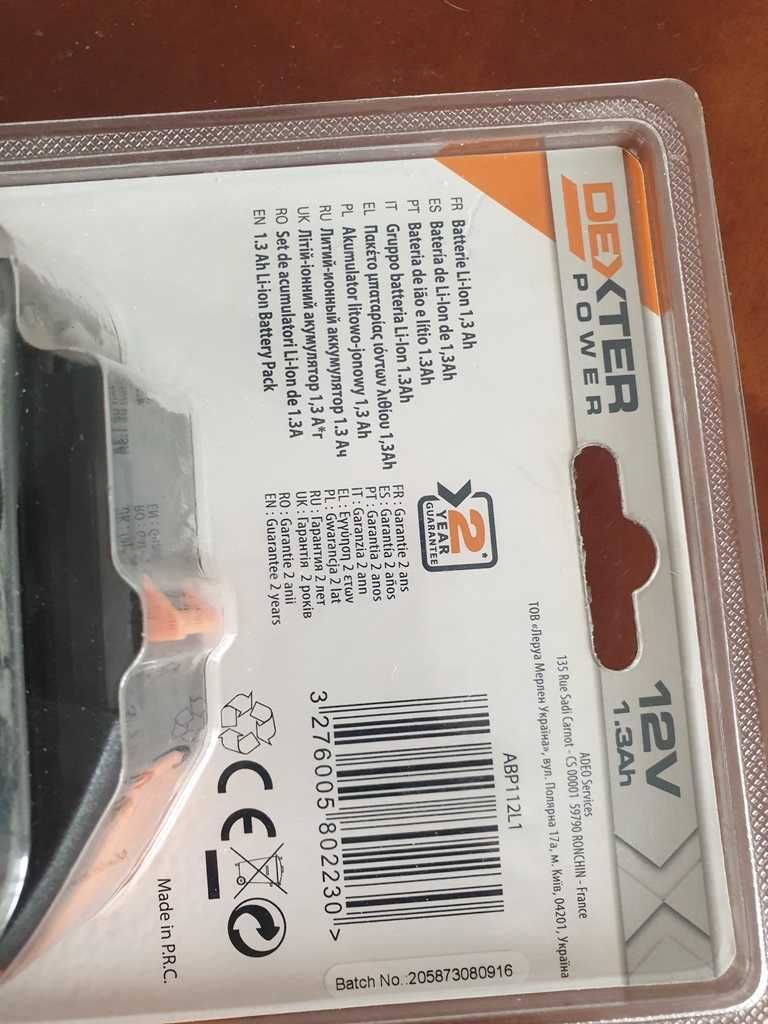 DEXTER
POWER
12V
1.3Ah
FR Batterie Li-Ion 1,3 Ah
ES Bateria de Li-Ion de 1,3Ah
PT Bateria de ião e lítio 1.3Ah
IT Gruppo batteria Li-Ion 1.3Ah
EL Πακέτο μπαταρίας ιόντων λιθίου 1,3Ah
PL Akumulator litowo-jonowy 1,3 Ah
RU Литий-ионный аккумулятор 1.3 Ач
UK Літій-іонний акумулятор 1,3 А*г
RO Set de acumulatori Li-Ion de 1.3A
EN 1.3 Ah Li-ion Battery Pack
2*
YEAR
GUARANTEE
FR : Garantie 2 ans
ES : Garantía 2 años
PT : Garantia 2 anos
IT : Garanzia 2 ann
EL : Εγγύηση 2 ετων
PL : Gwarancja 2 lat
RU : Гарантия 2 лет
UK : Гарантія 2 років
RO : Garantie 2 anii
EN : Guarantee 2 years
ADEO Services
135 Rue Sadi Carnot - CS 00001 59790 RONCHIN - France
ТОВ «Леруа Мерлен Україна», вул. Полярна 17а, м. Київ, 04201, Україна
ABP112L1
3 276005 802230 >
CE
Made in P.R.C.
Batch No.:205873080916